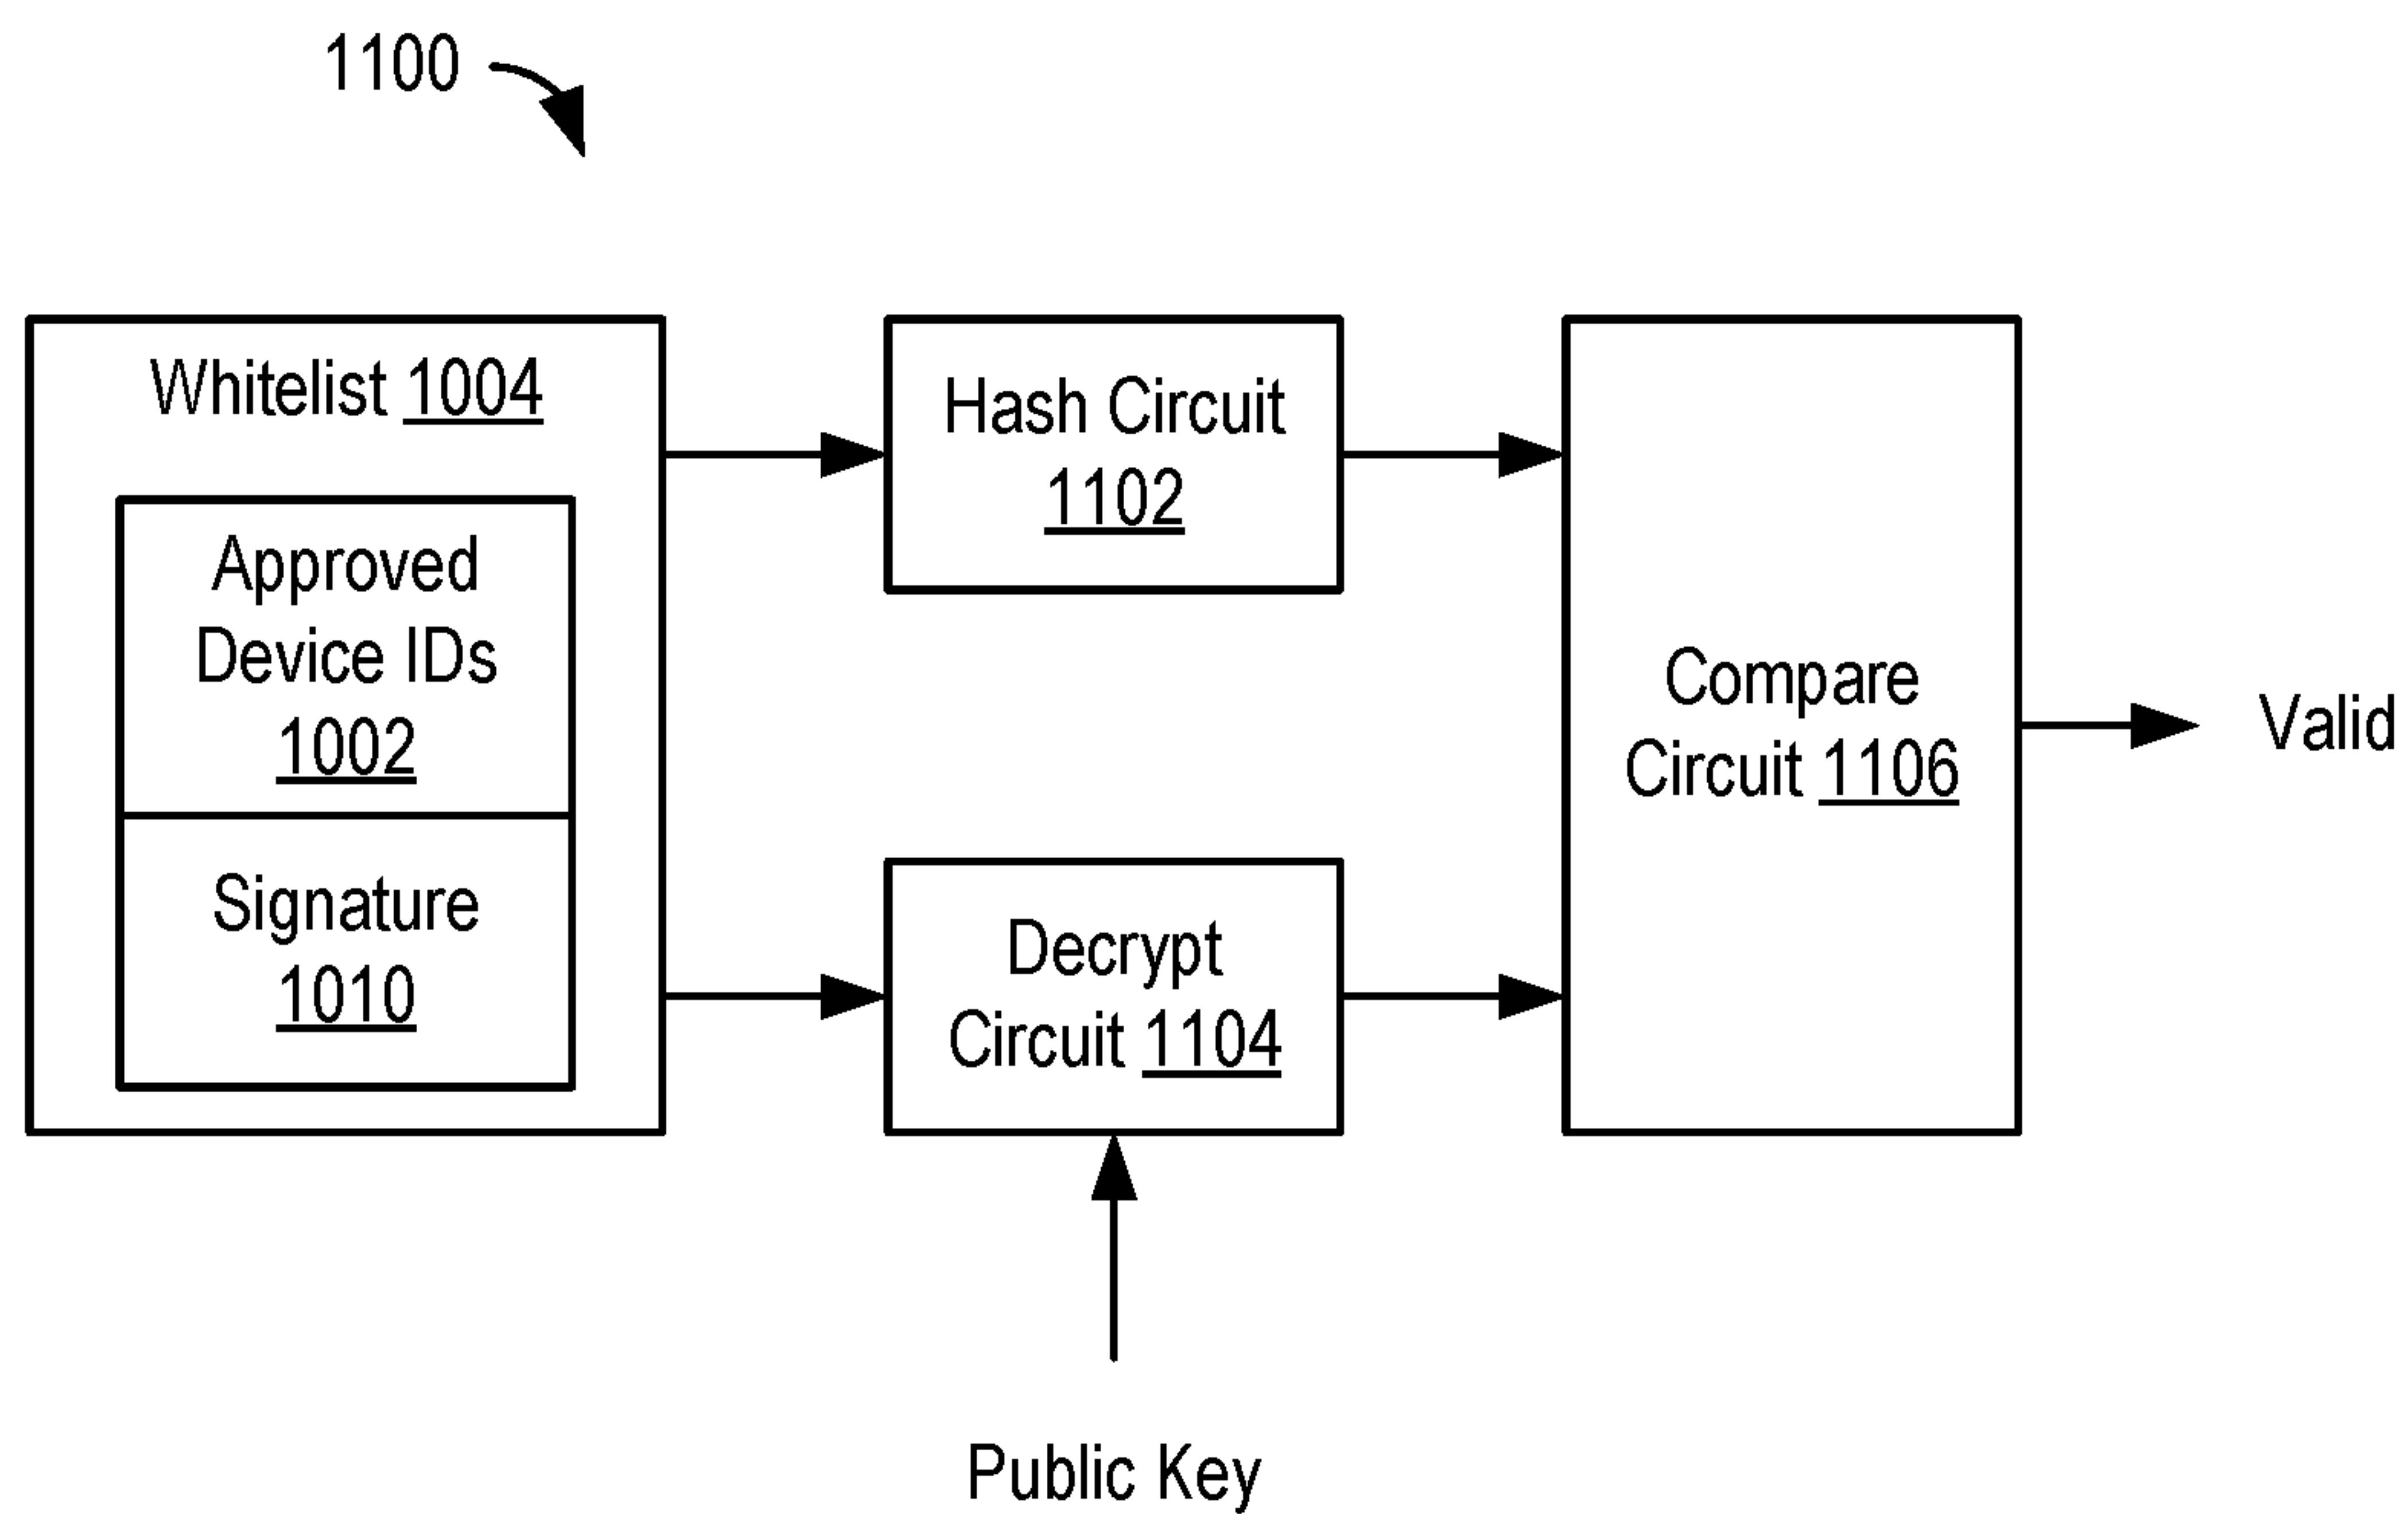 1100
Whitelist 1004
Approved
Device IDs
1002
Signature
1010
Hash Circuit
1102
Decrypt
Circuit 1104
Public Key
Compare
Circuit 1106
Valid